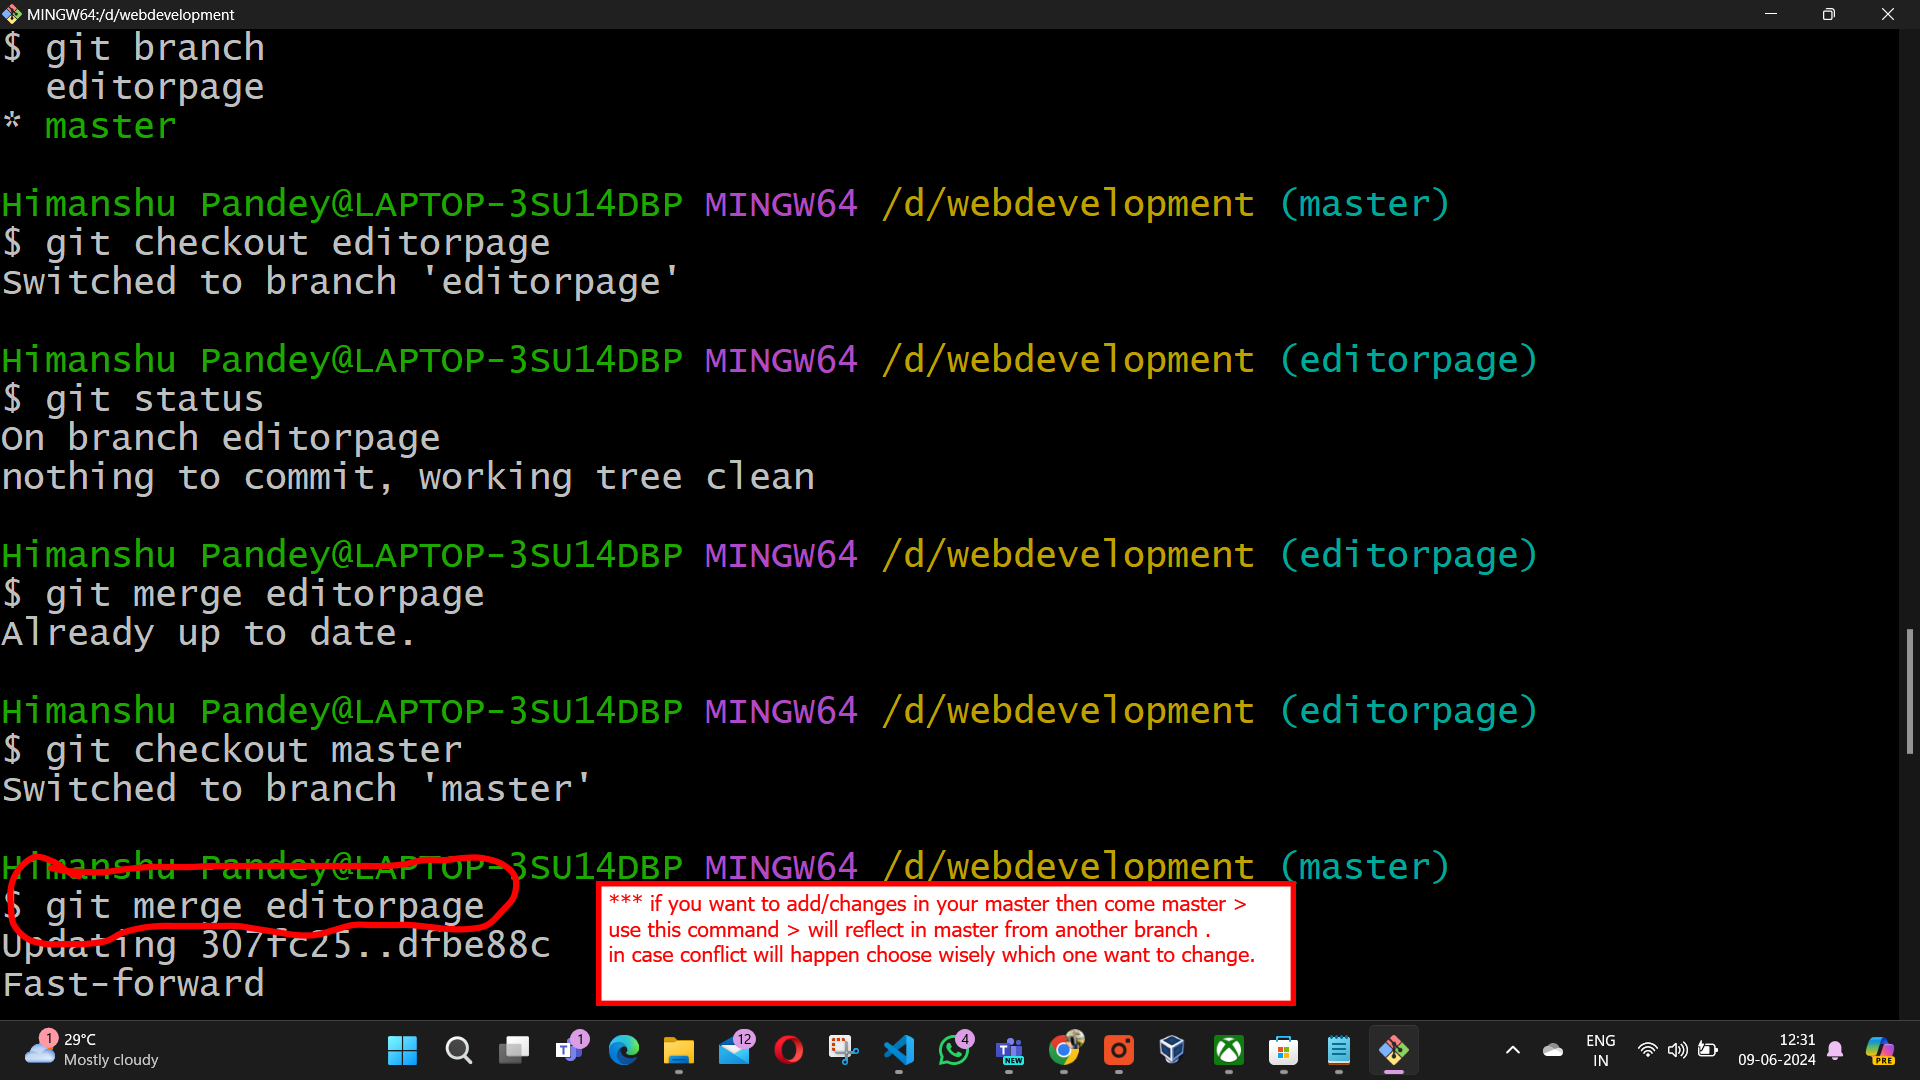 MINGW64:/d/webdevelopment
$ git branch
  editorpage
* master
Himanshu Pandey@LAPTOP-3SU14DBP MINGW64 /d/webdevelopment (master)
$ git checkout editorpage
Switched to branch 'editorpage'
Himanshu Pandey@LAPTOP-3SU14DBP MINGW64 /d/webdevelopment (editorpage)
$ git status
On branch editorpage
nothing to commit, working tree clean
Himanshu Pandey@LAPTOP-3SU14DBP MINGW64 /d/webdevelopment (editorpage)
$ git merge editorpage
Already up to date.
Himanshu Pandey@LAPTOP-3SU14DBP MINGW64 /d/webdevelopment (editorpage)
$ git checkout master
Switched to branch 'master'
Himanshu Pandey@LAPTOP-3SU14DBP MINGW64 /d/webdevelopment (master)
$ git merge editorpage
Updating 307fc25..dfbe88c
Fast-forward
*** if you want to add/changes in your master then come master >
use this command > will reflect in master from another branch .
in case conflict will happen choose wisely which one want to change.
1
29°C
Mostly cloudy
1
12
4
NEW
ENG
IN
12:31
09-06-2024
PRE